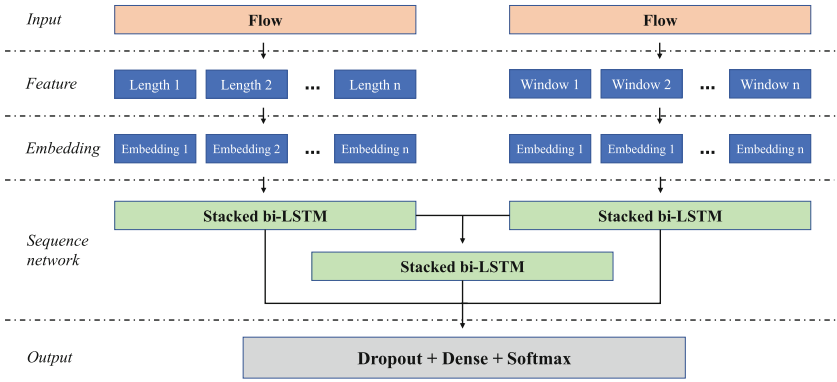 Input Flow Flow
Feature Length 1 Length 2 ... Length n Window 1 Window 2 ... Window n
Embedding Embedding 1 Embedding 2 ... Embedding n Embedding 1 Embedding 1 ... Embedding n
Stacked bi-LSTM Stacked bi-LSTM
Sequence
network
Stacked bi-LSTM
Output Dropout + Dense + Softmax